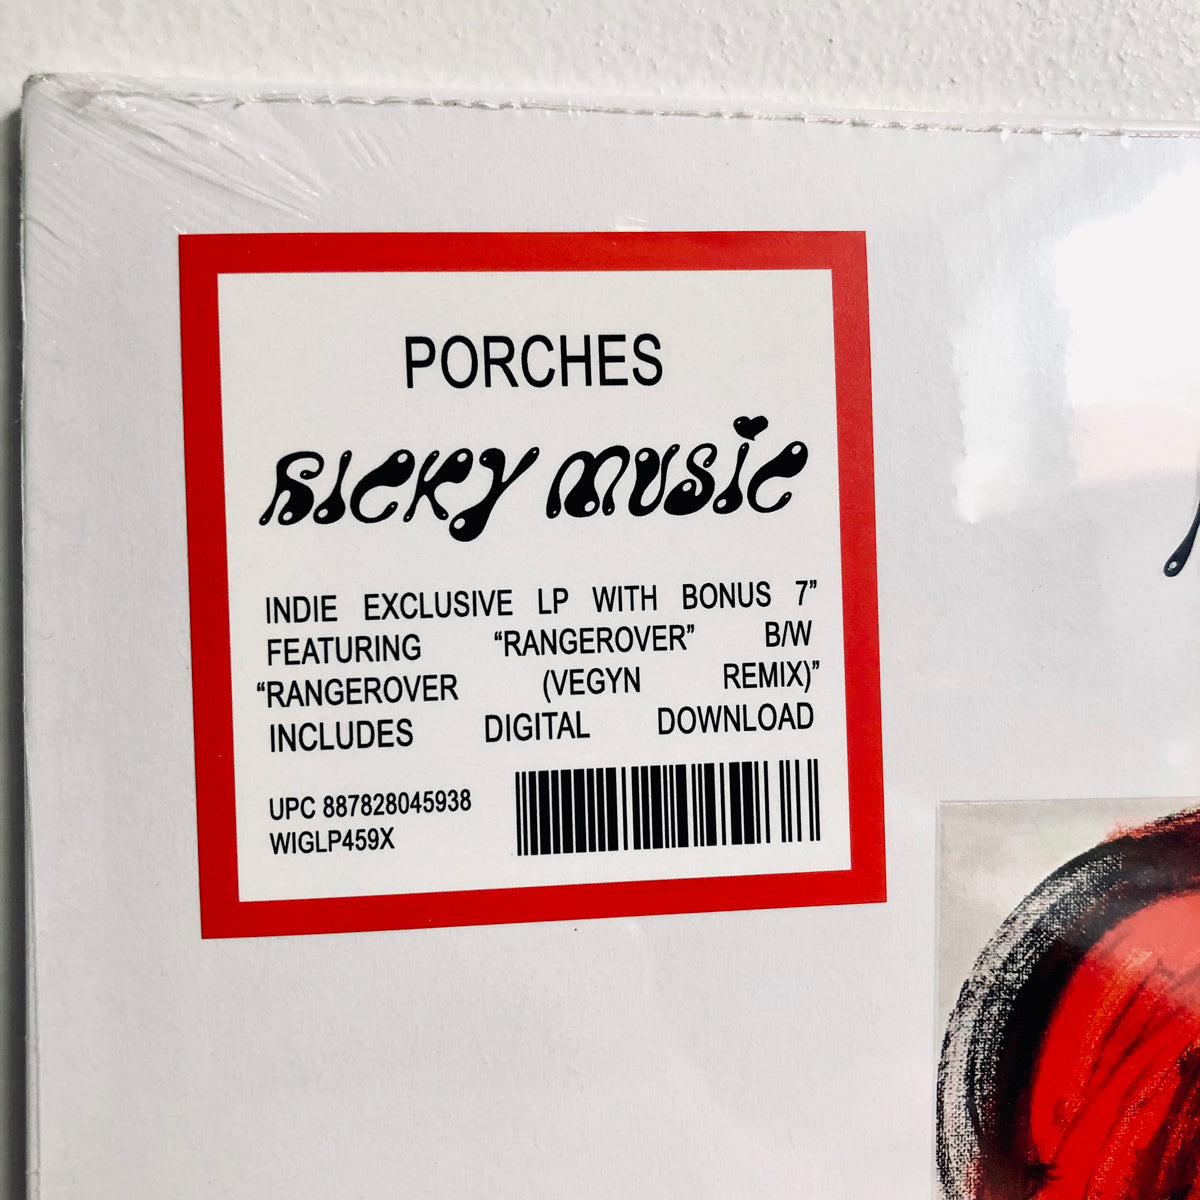 PORCHES
RICKY MUSIC
INDIE EXCLUSIVE LP WITH BONUS 7”
FEATURING “RANGEROVER” B/W
“RANGEROVER (VEGYN REMIX)”
INCLUDES DIGITAL DOWNLOAD
UPC 887828045938
WIGLP459X